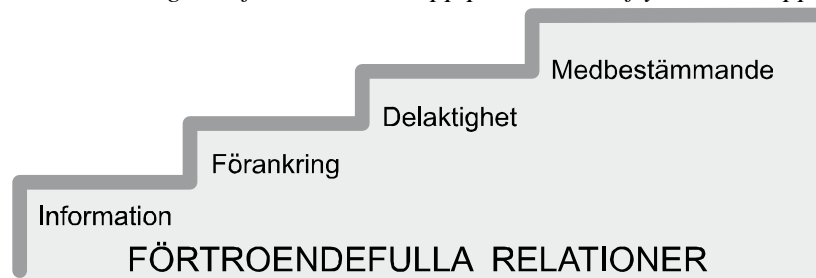 Medbestämmande
Delaktighet
Förankring
Information
FÖRTROENDEFULLA RELATIONER